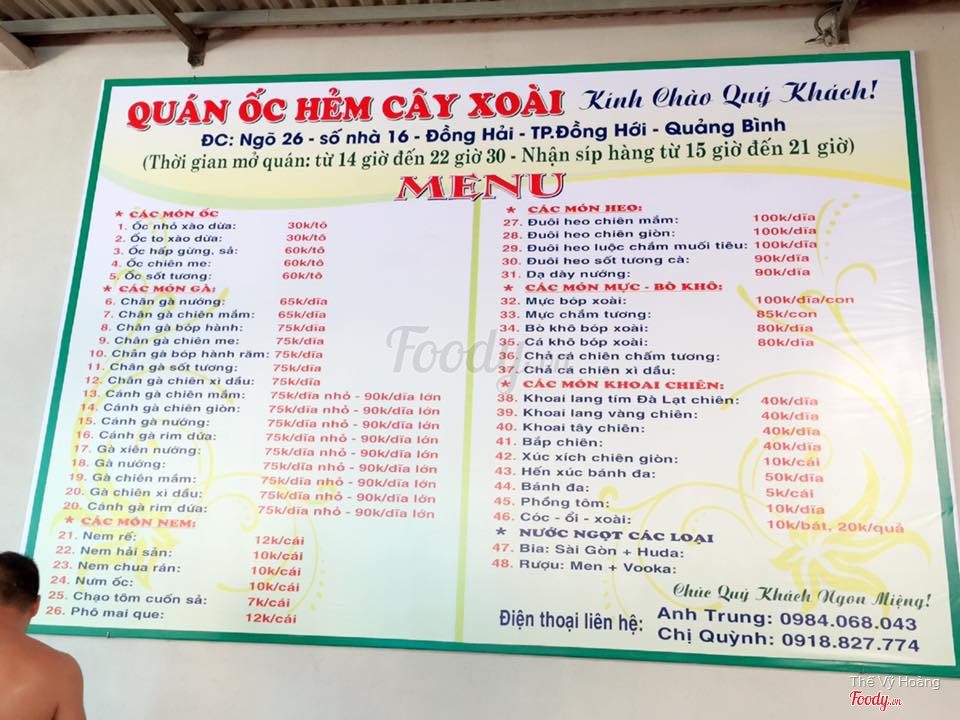 QUÁN ỐC HẺM CÂY XOÀI Kính Chào Quý Khách!
ĐC: Ngõ 26 - số nhà 16 - Đồng Hải - TP.Đồng Hới - Quảng Bình
(Thời gian mở quán: từ 14 giờ đến 22 giờ 30 - Nhận síp hàng từ 15 giờ đến 21 giờ)
MENU
★ CÁC MÓN ỐC
1. Ốc nhỏ xào dừa: 30k/tô
2. Ốc to xào dừa: 30k/tô
3. Ốc hấp gừng, sả: 60k/tô
4. Ốc chiên me: 60k/tô
5. Ốc sốt tương: 60k/tô
★ CÁC MÓN GÀ:
6. Chân gà nướng: 65k/dĩa
7. Chân gà chiên mắm: 65k/dĩa
8. Chân gà bóp hành: 75k/dĩa
9. Chân gà chiên me: 75k/dĩa
10. Chân gà bóp hành răm: 75k/dĩa
11. Chân gà sốt tương: 75k/dĩa
12. Chân gà chiên xì dầu: 75k/dĩa
13. Cánh gà chiên mắm: 75k/dĩa nhỏ - 90k/dĩa lớn
14. Cánh gà chiên giòn: 75k/dĩa nhỏ - 90k/dĩa lớn
15. Cánh gà nướng: 75k/dĩa nhỏ - 90k/dĩa lớn
16. Cánh gà rim dứa: 75k/dĩa nhỏ - 90k/dĩa lớn
17. Gà xiên nướng: 75k/dĩa nhỏ - 90k/dĩa lớn
18. Gà nướng: 75k/dĩa nhỏ - 90k/dĩa lớn
19. Gà chiên mắm: 75k/dĩa nhỏ - 90k/dĩa lớn
20. Gà chiên xì dầu: 75k/dĩa nhỏ - 90k/dĩa lớn
20. Cánh gà rim dứa: 75k/dĩa nhỏ - 90k/dĩa lớn
★ CÁC MÓN NEM:
21. Nem rế: 12k/cái
22. Nem hải sản: 10k/cái
23. Nem chua rán: 10k/cái
24. Nưm ốc: 10k/cái
25. Chạo tôm cuốn sả: 7k/cái
26. Phô mai que: 12k/cái
★ CÁC MÓN HEO:
27. Đuôi heo chiên mắm: 100k/dĩa
28. Đuôi heo chiên giòn: 100k/dĩa
29. Đuôi heo luộc chấm muối tiêu: 100k/dĩa
30. Đuôi heo sốt tương cà: 90k/dĩa
31. Dạ dày nướng: 90k/dĩa
★ CÁC MÓN MỰC - BÒ KHÔ:
32. Mực bóp xoài: 100k/dĩa/con
33. Mực chấm tương: 85k/con
34. Bò khô bóp xoài: 80k/dĩa
35. Cá khô bóp xoài: 80k/dĩa
36. Chả cá chiên chấm tương:
37. Chả cá chiên xì dầu:
★ CÁC MÓN KHOAI CHIÊN:
38. Khoai lang tím Đà Lạt chiên: 40k/dĩa
39. Khoai lang vàng chiên: 40k/dĩa
40. Khoai tây chiên: 40k/dĩa
41. Bắp chiên: 40k/dĩa
42. Xúc xích chiên giòn: 10k/cái
43. Hến xúc bánh đa: 50k/dĩa
44. Bánh đa: 5k/cái
45. Phồng tôm: 10k/dĩa
46. Cóc - ổi - xoài: 10k/bát, 20k/quả
★ NƯỚC NGỌT CÁC LOẠI
47. Bia: Sài Gòn + Huda:
48. Rượu: Men + Vooka:
Chúc Quý Khách Ngon Miệng!
Điện thoại liên hệ: Anh Trung: 0984.068.043
Chị Quỳnh: 0918.827.774
Foody.vn
Thế Vỹ Hoàng
Foody.vn